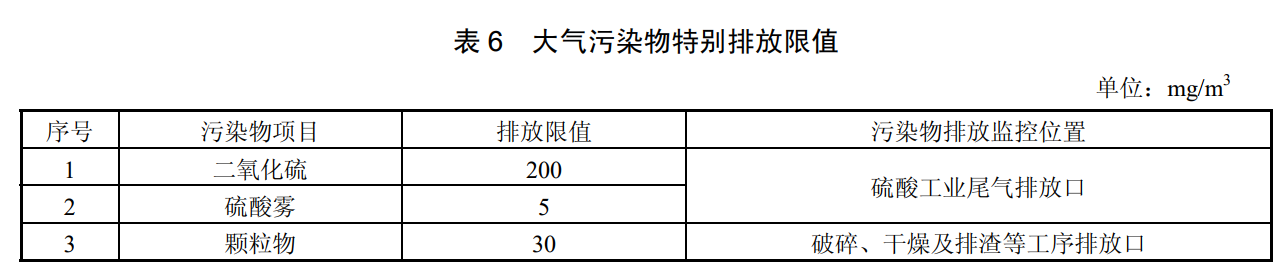 表 6 大气污染物特别排放限值
单位：mg/m³
序号 污染物项目 排放限值 污染物排放监控位置
1 二氧化硫 200 硫酸工业尾气排放口
2 硫酸雾 5
3 颗粒物 30 破碎、干燥及排渣等工序排放口